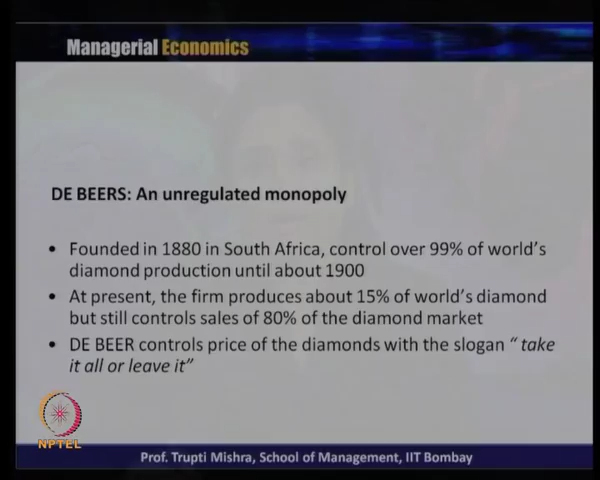 Managerial Economics
DE BEERS: An unregulated monopoly
• Founded in 1880 in South Africa, control over 99% of world's
diamond production until about 1900
• At present, the firm produces about 15% of world's diamond
but still controls sales of 80% of the diamond market
• DE BEER controls price of the diamonds with the slogan " take
it all or leave it"
NPTEL
Prof. Trupti Mishra, School of Management, IIT Bombay